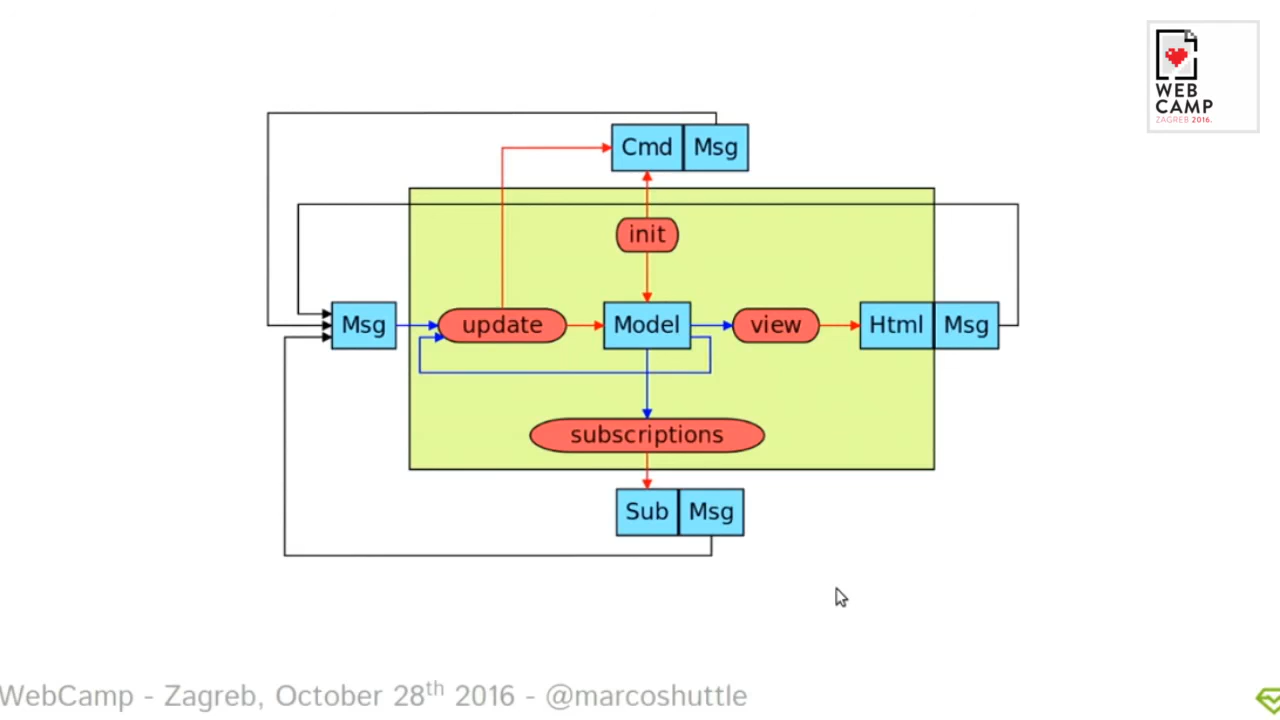 WEB
CAMP
ZAGREB 2016.
Cmd Msg
init
Msg update Model view Html Msg
subscriptions
Sub Msg
WebCamp - Zagreb, October 28th 2016 - @marcoshuttle